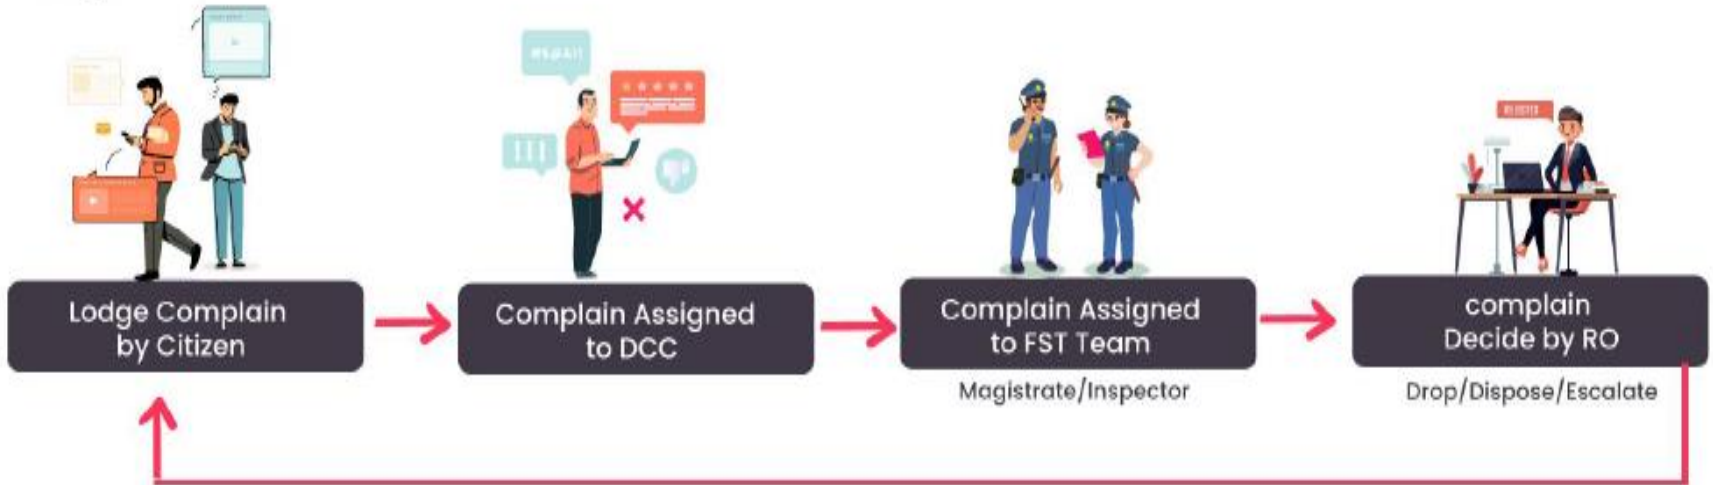 #$@&!!
!!!
REJECTED
Lodge Complain
by Citizen
Complain Assigned
to DCC
Complain Assigned
to FST Team
Magistrate/Inspector
complain
Decide by RO
Drop/Dispose/Escalate